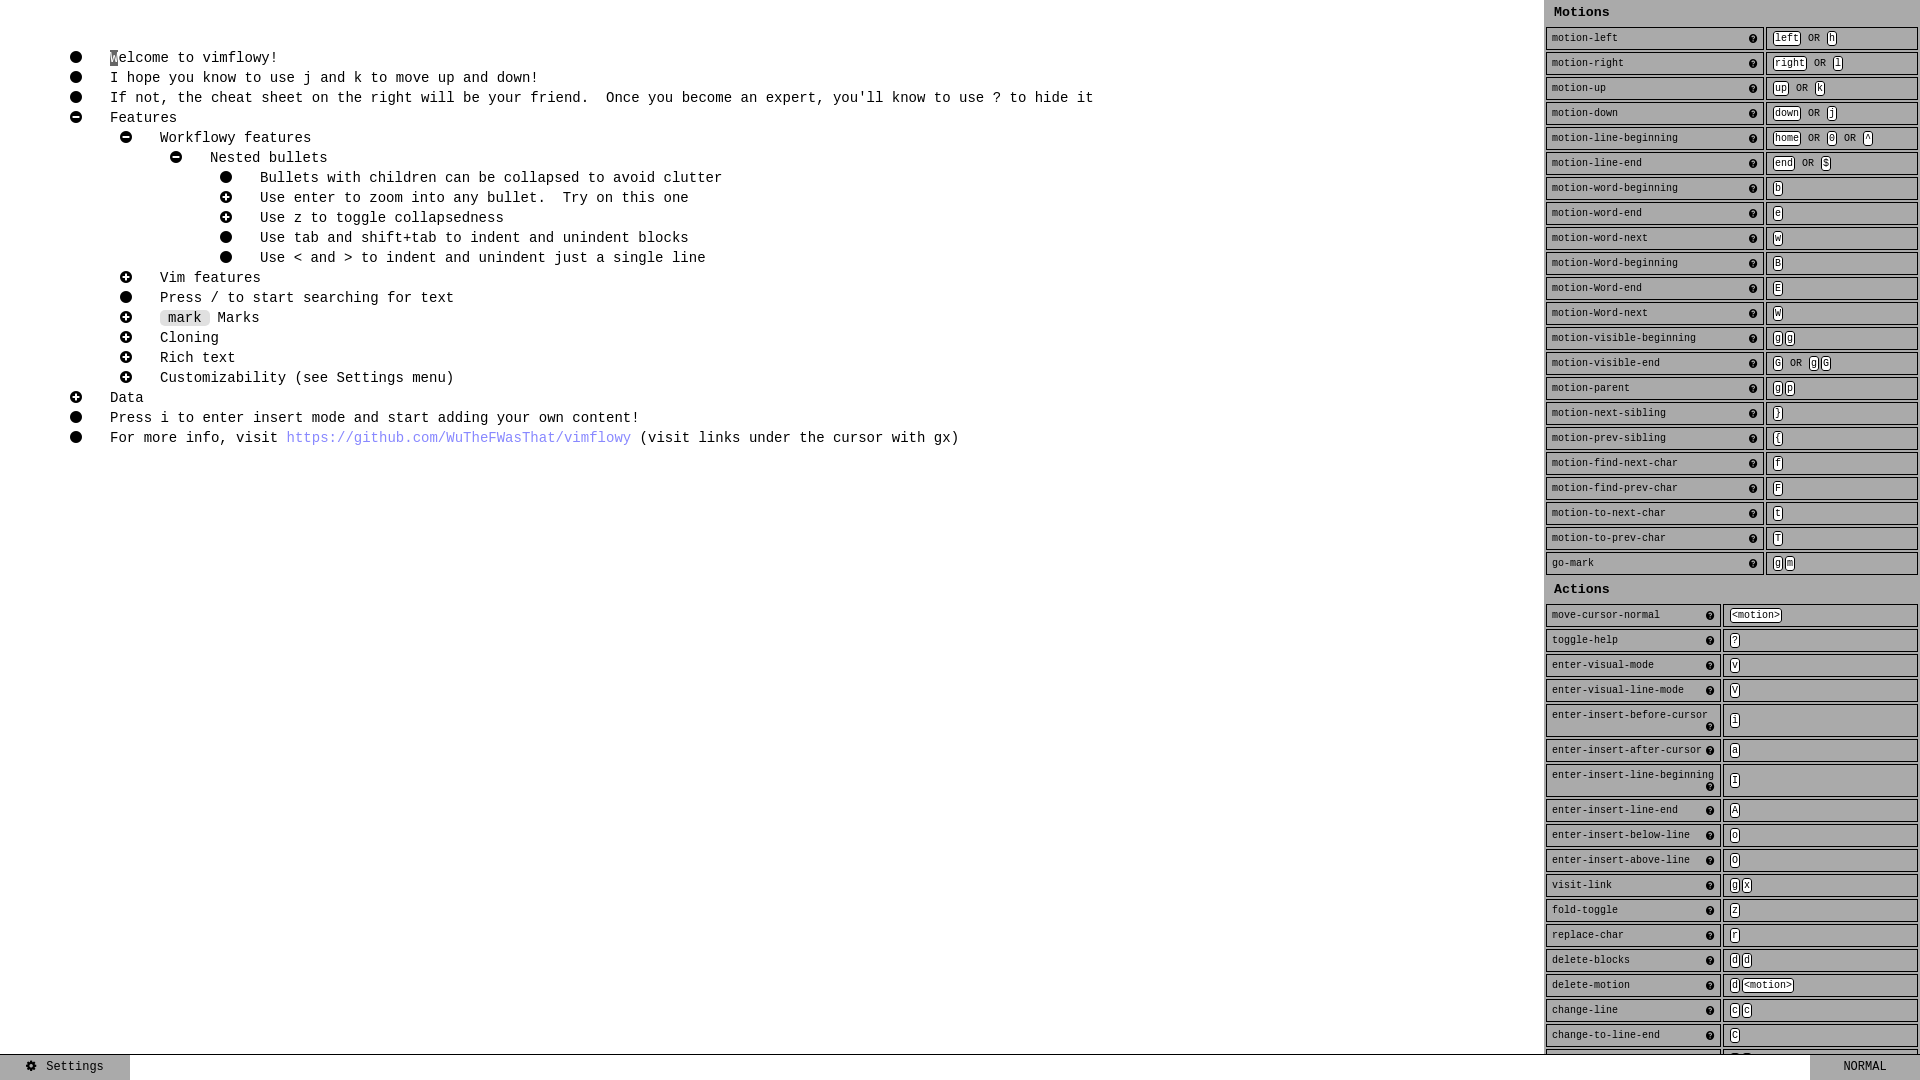 Welcome to vimflowy!
I hope you know to use j and k to move up and down!
If not, the cheat sheet on the right will be your friend.  Once you become an expert, you'll know to use ? to hide it
Features
Workflowy features
Nested bullets
Bullets with children can be collapsed to avoid clutter
Use enter to zoom into any bullet.  Try on this one
Use z to toggle collapsedness
Use tab and shift+tab to indent and unindent blocks
Use < and > to indent and unindent just a single line
Vim features
Press / to start searching for text
mark Marks
Cloning
Rich text
Customizability (see Settings menu)
Data
Press i to enter insert mode and start adding your own content!
For more info, visit https://github.com/WuTheFWasThat/vimflowy (visit links under the cursor with gx)
Motions
motion-left ? left OR h
motion-right ? right OR l
motion-up ? up OR k
motion-down ? down OR j
motion-line-beginning ? home OR 0 OR ^
motion-line-end ? end OR $
motion-word-beginning ? b
motion-word-end ? e
motion-word-next ? w
motion-Word-beginning ? B
motion-Word-end ? E
motion-Word-next ? W
motion-visible-beginning ? g g
motion-visible-end ? G OR g G
motion-parent ? g p
motion-next-sibling ? }
motion-prev-sibling ? {
motion-find-next-char ? f
motion-find-prev-char ? F
motion-to-next-char ? t
motion-to-prev-char ? T
go-mark ? g m
Actions
move-cursor-normal ? <motion>
toggle-help ? ?
enter-visual-mode ? v
enter-visual-line-mode ? V
enter-insert-before-cursor ? i
enter-insert-after-cursor ? a
enter-insert-line-beginning ? I
enter-insert-line-end ? A
enter-insert-below-line ? o
enter-insert-above-line ? O
visit-link ? g x
fold-toggle ? z
replace-char ? r
delete-blocks ? d d
delete-motion ? d <motion>
change-line ? c c
change-to-line-end ? C
Settings
NORMAL